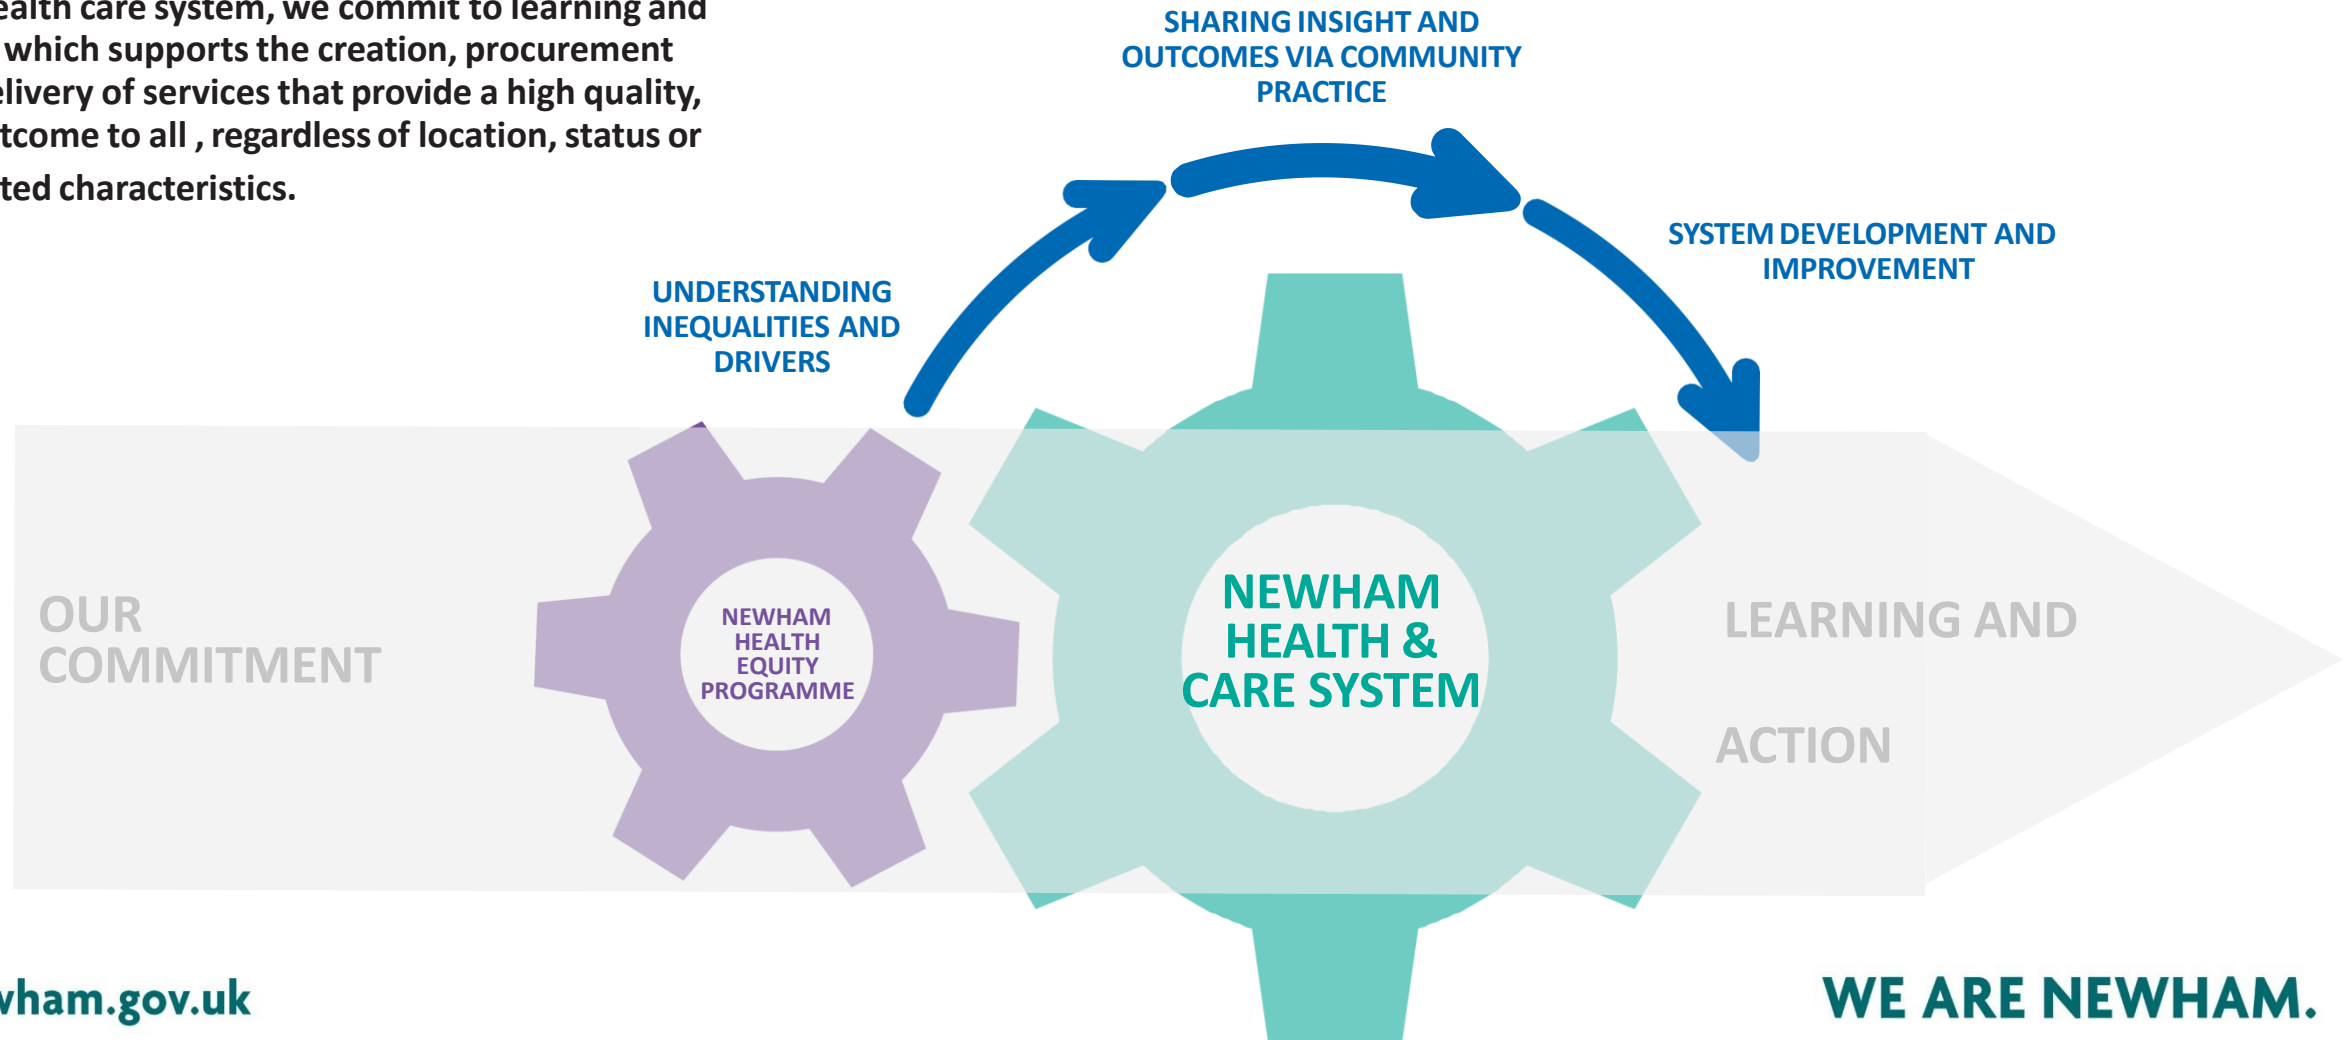 ealth care system, we commit to learning and
which supports the creation, procurement
elivery of services that provide a high quality,
tcome to all , regardless of location, status or
ted characteristics.
SHARING INSIGHT AND
OUTCOMES VIA COMMUNITY
PRACTICE
SYSTEM DEVELOPMENT AND
IMPROVEMENT
UNDERSTANDING
INEQUALITIES AND
DRIVERS
OUR
COMMITMENT
NEWHAM
HEALTH
EQUITY
PROGRAMME
NEWHAM
HEALTH &
CARE SYSTEM
LEARNING AND
ACTION
wham.gov.uk
WE ARE NEWHAM.